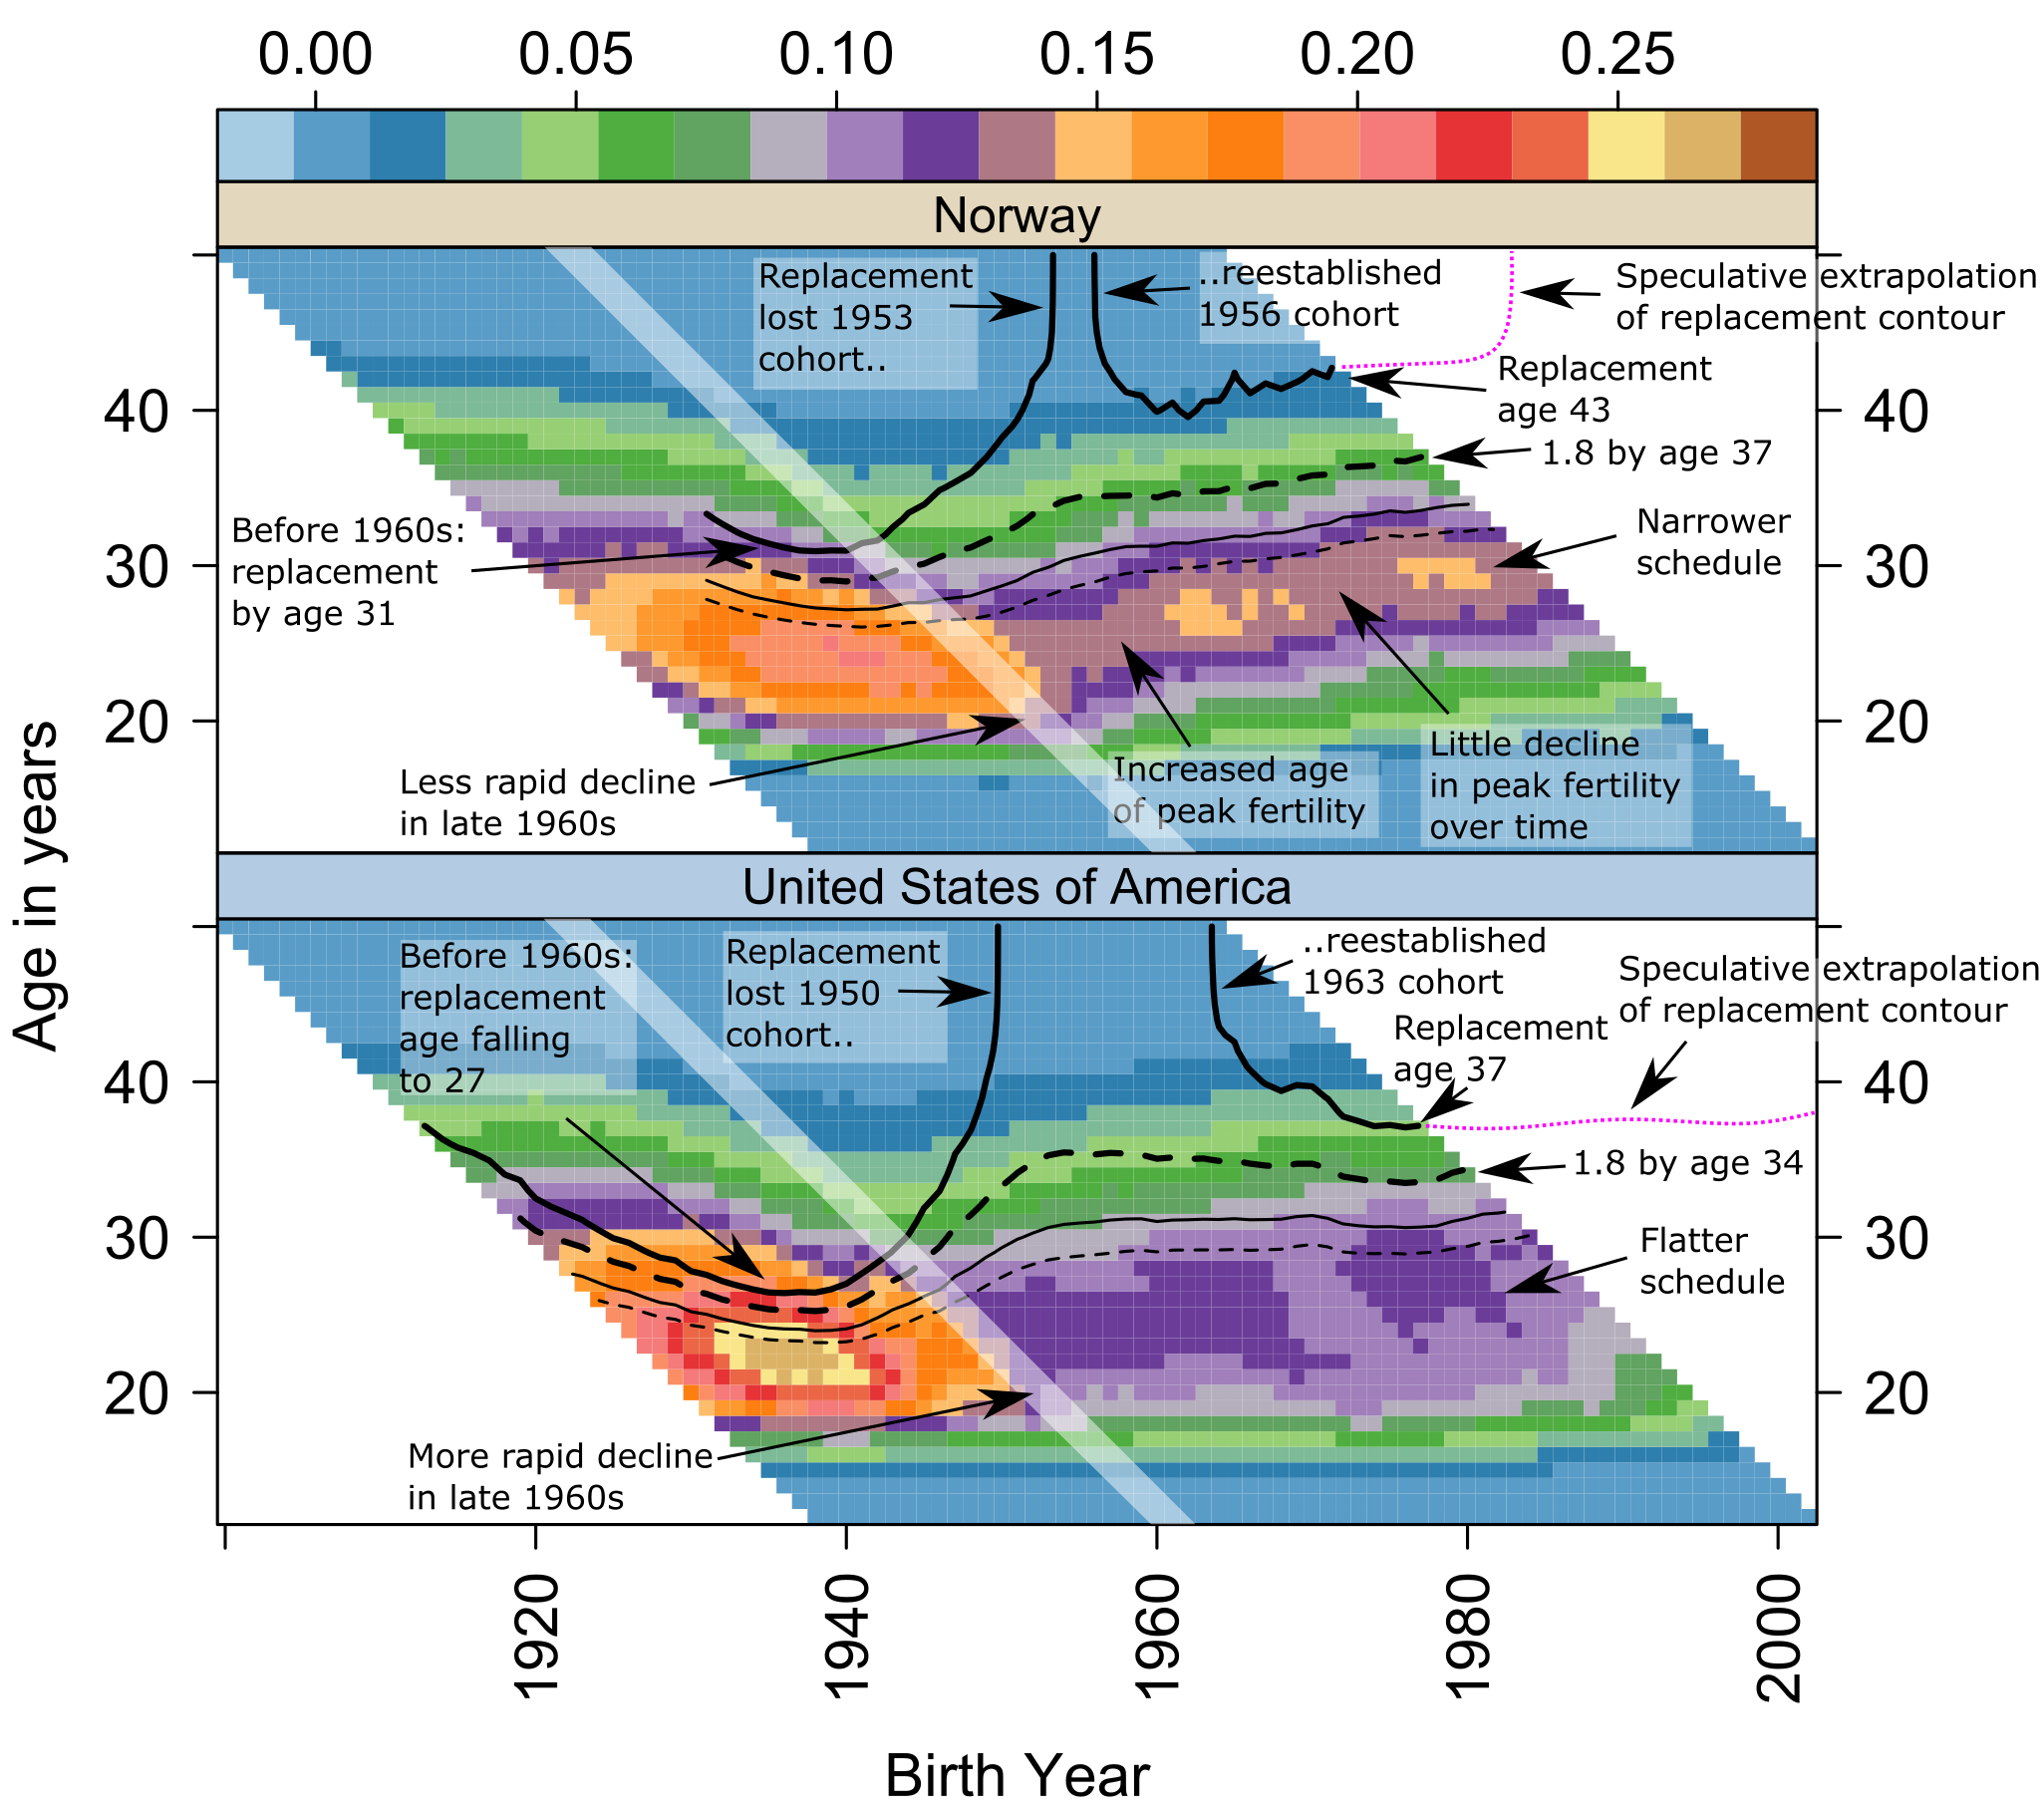 0.00 0.05 0.10 0.15 0.20 0.25
Norway
Replacement
lost 1953
cohort..
..reestablished
1956 cohort
Speculative extrapolation
of replacement contour
Replacement
age 43
1.8 by age 37
Narrower
schedule
Before 1960s:
replacement
by age 31
Less rapid decline
in late 1960s
Increased age
of peak fertility
Little decline
in peak fertility
over time
40
30
20
40
30
20
United States of America
Before 1960s:
replacement
age falling
to 27
Replacement
lost 1950
cohort..
..reestablished
1963 cohort
Speculative extrapolation
of replacement contour
Replacement
age 37
1.8 by age 34
Flatter
schedule
More rapid decline
in late 1960s
40
30
20
40
30
20
Age in years
1920 1940 1960 1980 2000
Birth Year